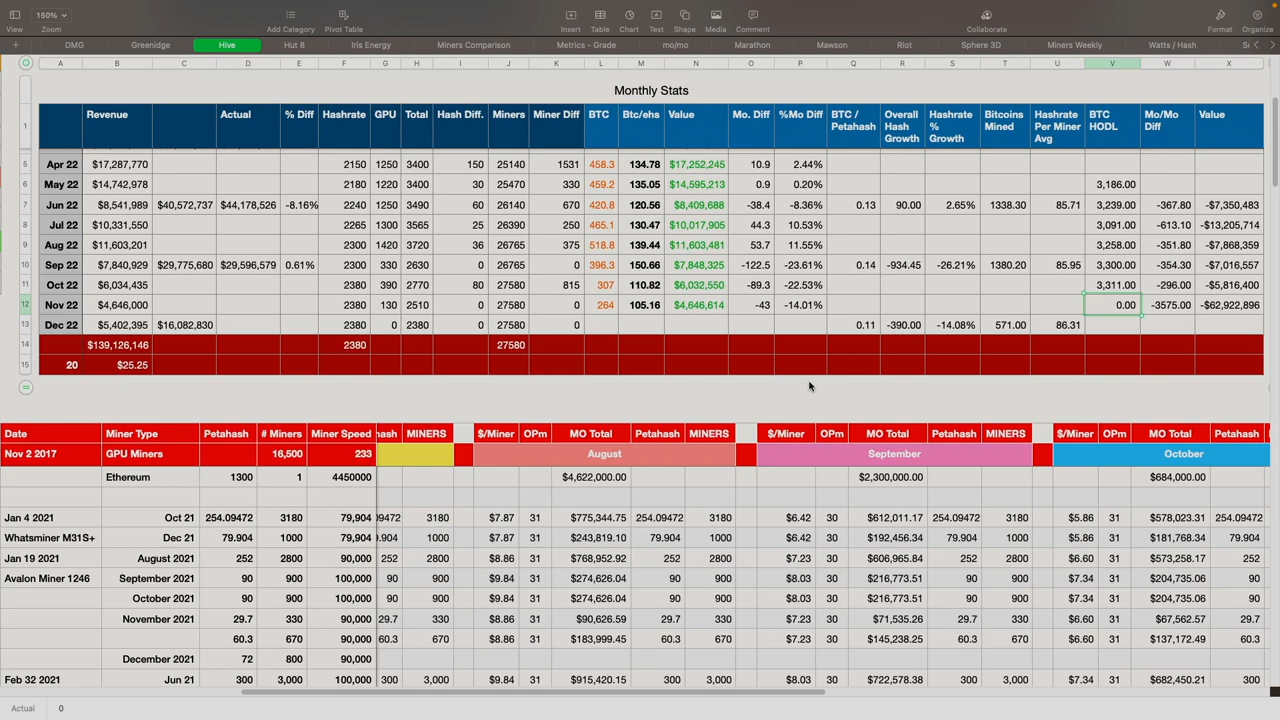 150%
View Zoom Add Category Pivot Table Insert Table Chart Text Shape Media Comment Collaborate Format Organize
DMG Greenidge Hive Hut 8 Iris Energy Miners Comparison Metrics - Grade mo/mo Marathon Mawson Riot Sphere 3D Miners Weekly Watts / Hash
A B C D E F G H I J K L M N O P Q R S T U V W X
Monthly Stats
1 Revenue Actual % Diff Hashrate GPU Total Hash Diff. Miners Miner Diff BTC Btc/ehs Value Mo. Diff %Mo Diff BTC / Petahash Overall Hash Growth Hashrate % Growth Bitcoins Mined Hashrate Per Miner Avg BTC HODL Mo/Mo Diff Value
5 Apr 22 $17,287,770 2150 1250 3400 150 25140 1531 458.3 134.78 $17,252,245 10.9 2.44%
6 May 22 $14,742,978 2180 1220 3400 30 25470 330 459.2 135.05 $14,595,213 0.9 0.20% 3,186.00
7 Jun 22 $8,541,989 $40,572,737 $44,178,526 -8.16% 2240 1250 3490 60 26140 670 420.8 120.56 $8,409,688 -38.4 -8.36% 0.13 90.00 2.65% 1338.30 85.71 3,239.00 -367.80 -$7,350,483
8 Jul 22 $10,331,550 2265 1300 3565 25 26390 250 465.1 130.47 $10,017,905 44.3 10.53% 3,091.00 -613.10 -$13,205,714
9 Aug 22 $11,603,201 2300 1420 3720 36 26765 375 518.8 139.44 $11,603,481 53.7 11.55% 3,258.00 -351.80 -$7,868,359
10 Sep 22 $7,840,929 $29,775,680 $29,596,579 0.61% 2300 330 2630 0 26765 0 396.3 150.66 $7,848,325 -122.5 -23.61% 0.14 -934.45 -26.21% 1380.20 85.95 3,300.00 -354.30 -$7,016,557
11 Oct 22 $6,034,435 2380 390 2770 80 27580 815 307 110.82 $6,032,550 -89.3 -22.53% 3,311.00 -296.00 -$5,816,400
12 Nov 22 $4,646,000 2380 130 2510 0 27580 0 264 105.16 $4,646,614 -43 -14.01% 0.00 -3575.00 -$62,922,896
13 Dec 22 $5,402,395 $16,082,830 2380 0 2380 0 27580 0 0.11 -390.00 -14.08% 571.00 86.31
14 $139,126,146 2380 27580
15 20 $25.25
Date Miner Type Petahash # Miners Miner Speed hash MINERS $/Miner OPm MO Total Petahash MINERS $/Miner OPm MO Total Petahash MINERS $/Miner OPm MO Total Petahash
Nov 2 2017 GPU Miners 16,500 233 August September October
Ethereum 1300 1 4450000 $4,622,000.00 $2,300,000.00 $684,000.00
Jan 4 2021 Oct 21 254.09472 3180 79,904 09472 3180 $7.87 31 $775,344.75 254.09472 3180 $6.42 30 $612,011.17 254.09472 3180 $5.86 31 $578,023.31 254.09472
Whatsminer M31S+ Dec 21 79.904 1000 79,904 9.904 1000 $7.87 31 $243,819.10 79.904 1000 $6.42 30 $192,456.34 79.904 1000 $5.86 31 $181,768.34 79.904
Jan 19 2021 August 2021 252 2800 90,000 252 2800 $8.86 31 $768,952.92 252 2800 $7.23 30 $606,965.84 252 2800 $6.60 31 $573,258.17 252
Avalon Miner 1246 September 2021 90 900 100,000 90 900 $9.84 31 $274,626.04 90 900 $8.03 30 $216,773.51 90 900 $7.34 31 $204,735.06 90
October 2021 90 900 100,000 90 900 $9.84 31 $274,626.04 90 900 $8.03 30 $216,773.51 90 900 $7.34 31 $204,735.06 90
November 2021 29.7 330 90,000 29.7 330 $8.86 31 $90,626.59 29.7 330 $7.23 30 $71,535.26 29.7 330 $6.60 31 $67,562.57 29.7
60.3 670 90,000 60.3 670 $8.86 31 $183,999.45 60.3 670 $7.23 30 $145,238.25 60.3 670 $6.60 31 $137,172.49 60.3
December 2021 72 800 90,000
Feb 32 2021 Jun 21 300 3,000 100,000 300 3,000 $9.84 31 $915,420.15 300 3,000 $8.03 30 $722,578.38 300 3,000 $7.34 31 $682,450.21 300
Actual 0